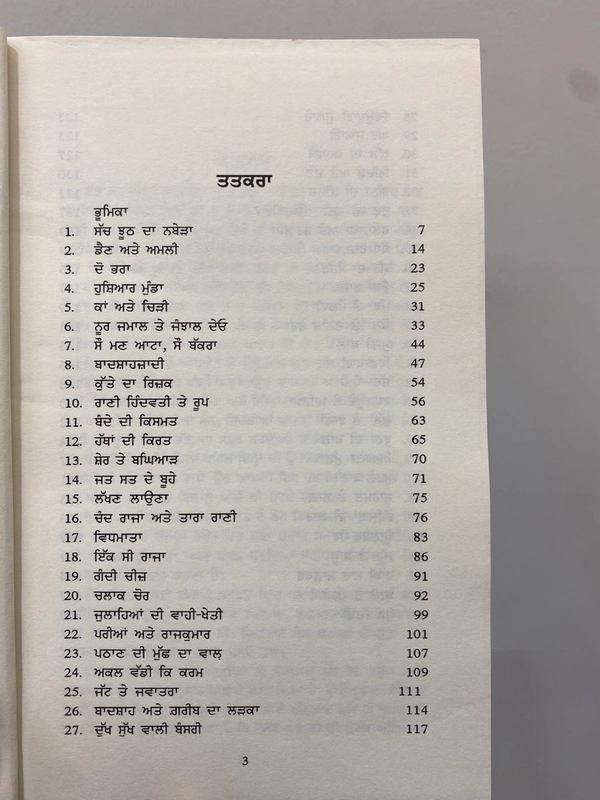 ਤਤਕਰਾ
ਭੂਮਿਕਾ
1. ਸੱਚ ਝੂਠ ਦਾ ਨਬੇੜਾ 7
2. ਡੈਣ ਅਤੇ ਅਮਲੀ 14
3. ਦੋ ਭਰਾ 23
4. ਹੁਸ਼ਿਆਰ ਮੁੰਡਾ 25
5. ਕਾਂ ਅਤੇ ਚਿੜੀ 31
6. ਨੂਰ ਜਮਾਲ ਤੇ ਜੰਝਾਲ ਦੇਓ 33
7. ਸੌ ਮਣ ਆਟਾ, ਸੌ ਬੱਕਰਾ 44
8. ਬਾਦਸ਼ਾਹਜ਼ਾਦੀ 47
9. ਕੁੱਤੇ ਦਾ ਰਿਜ਼ਕ 54
10. ਰਾਣੀ ਹਿੰਦਵਤੀ ਤੇ ਰੂਪ 56
11. ਬੰਦੇ ਦੀ ਕਿਸਮਤ 63
12. ਹੱਥਾਂ ਦੀ ਕਿਰਤ 65
13. ਸ਼ੇਰ ਤੇ ਬਘਿਆੜ 70
14. ਜਤ ਸਤ ਦੇ ਬੂਹੇ 71
15. ਲੱਖਣ ਲਾਉਣਾ 75
16. ਚੰਦ ਰਾਜਾ ਅਤੇ ਤਾਰਾ ਰਾਣੀ 76
17. ਵਿਧਮਾਤਾ 83
18. ਇੱਕ ਸੀ ਰਾਜਾ 86
19. ਗੰਦੀ ਚੀਜ਼ 91
20. ਚਲਾਕ ਚੋਰ 92
21. ਜੁਲਾਹਿਆਂ ਦੀ ਵਾਹੀ-ਖੇਤੀ 99
22. ਪਰੀਆਂ ਅਤੇ ਰਾਜਕੁਮਾਰ 101
23. ਪਠਾਣ ਦੀ ਮੁੱਛ ਦਾ ਵਾਲ਼ 107
24. ਅਕਲ ਵੱਡੀ ਕਿ ਕਰਮ 109
25. ਜੱਟ ਤੇ ਜਵਾਤਰਾ 111
26. ਬਾਦਸ਼ਾਹ ਅਤੇ ਗ਼ਰੀਬ ਦਾ ਲੜਕਾ 114
27. ਦੁੱਖ ਸੁੱਖ ਵਾਲੀ ਬੰਸਰੀ 117
3